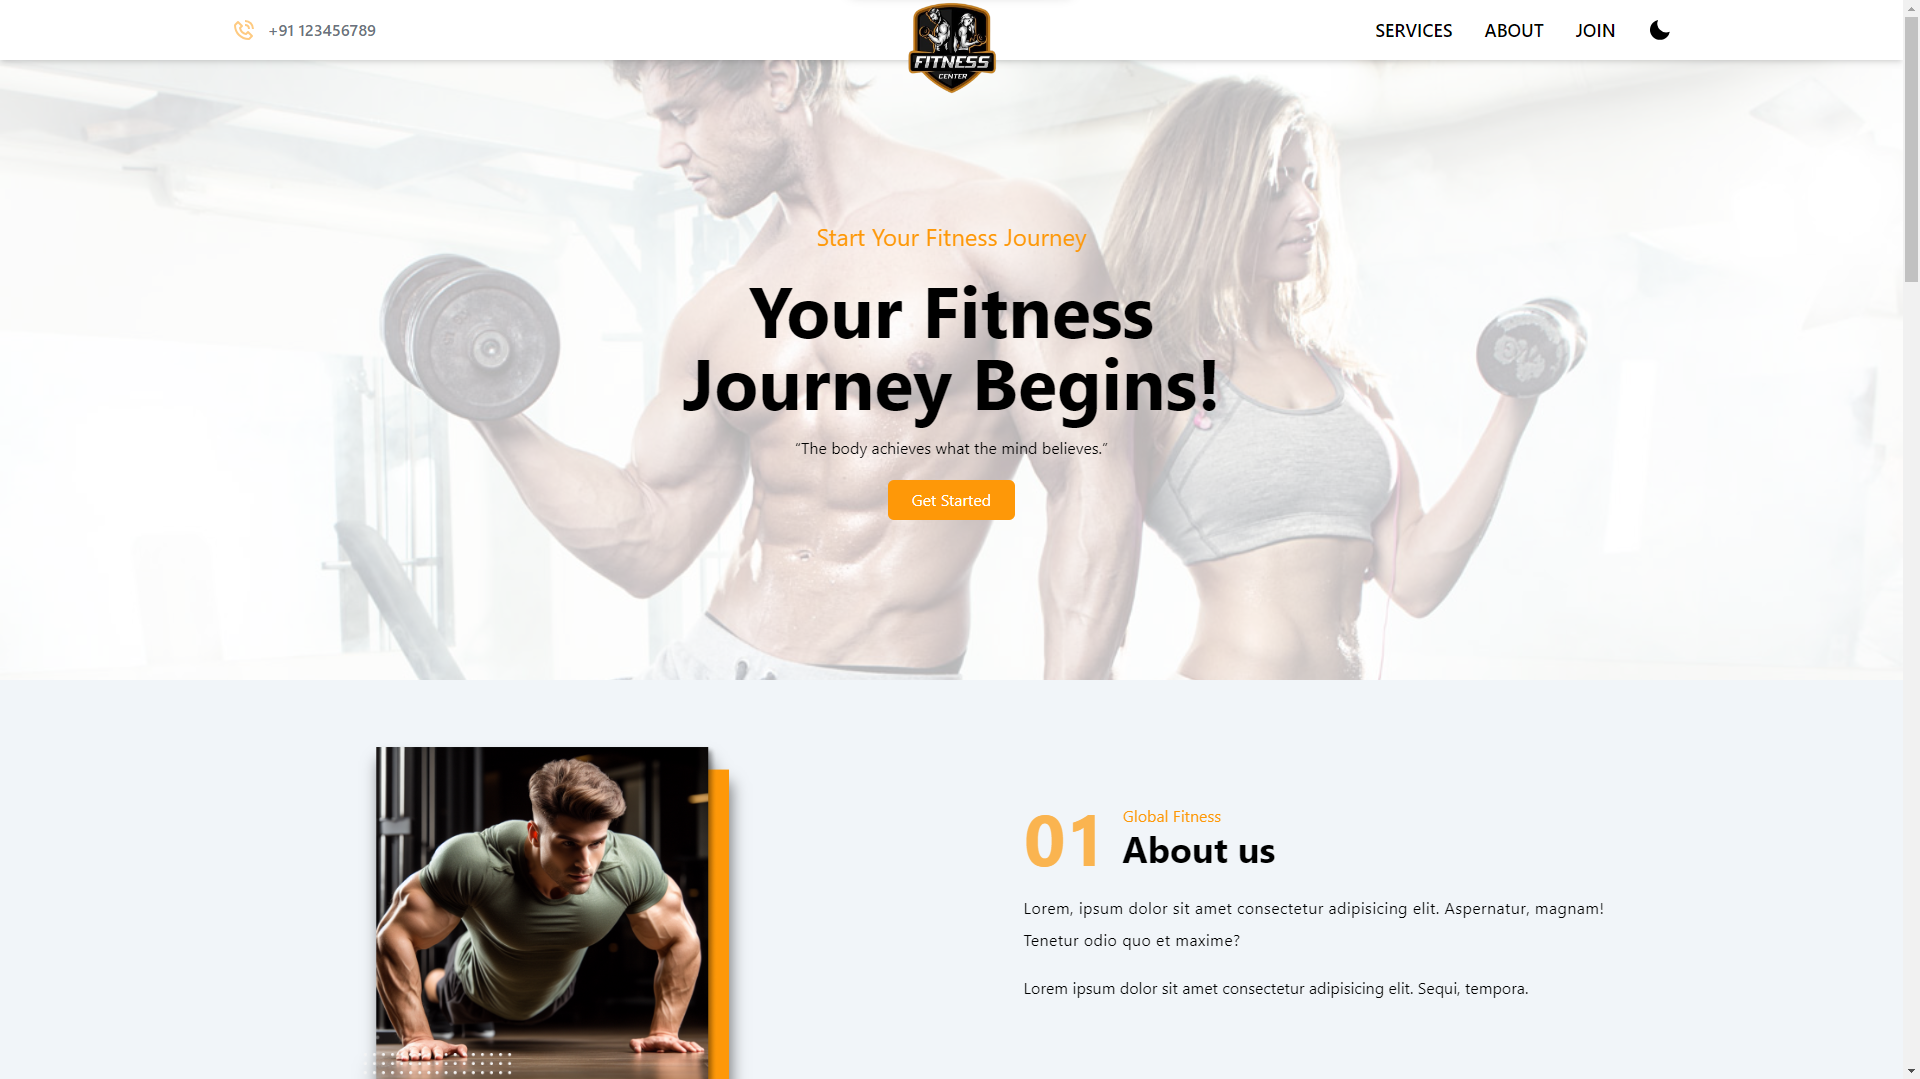 +91 123456789
FITNESS
CENTER
SERVICES
ABOUT
JOIN
Start Your Fitness Journey
Your Fitness
Journey Begins!
“The body achieves what the mind believes.”
Get Started
01
Global Fitness
About us
Lorem, ipsum dolor sit amet consectetur adipisicing elit. Aspernatur, magnam!
Tenetur odio quo et maxime?
Lorem ipsum dolor sit amet consectetur adipisicing elit. Sequi, tempora.